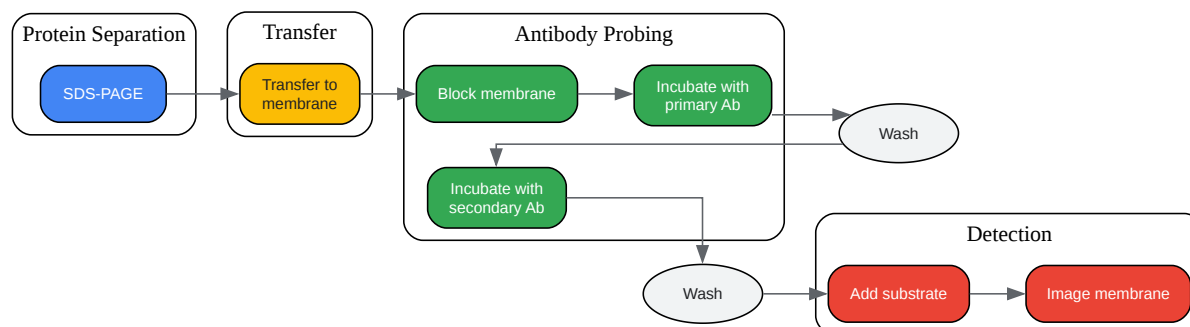 Protein Separation
SDS-PAGE
Transfer
Transfer to
membrane
Antibody Probing
Block membrane
Incubate with
primary Ab
Wash
Incubate with
secondary Ab
Wash
Detection
Add substrate
Image membrane